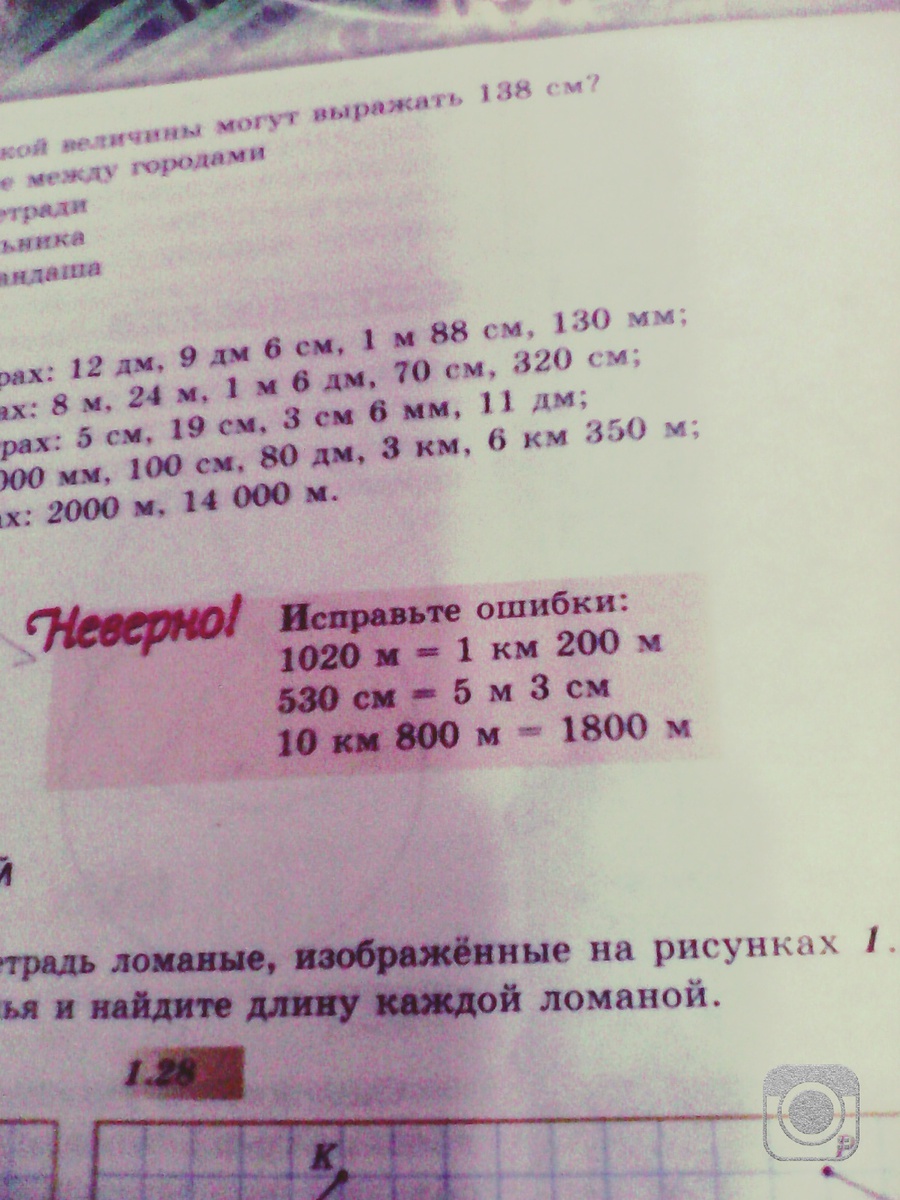 кой величины могут выражать 138 см?
е между городами
етради
ьника
андаша
рах: 12 дм, 9 дм 6 см, 1 м 88 см, 130 мм;
ах: 8 м, 24 м, 1 м 6 дм, 70 см, 320 см;
рах: 5 см, 19 см, 3 см 6 мм, 11 дм;
000 мм, 100 см, 80 дм, 3 км, 6 км 350 м;
ах: 2000 м, 14 000 м.
Неверно!
Исправьте ошибки:
1020 м = 1 км 200 м
530 см = 5 м 3 см
10 км 800 м = 1800 м
й
етрадь ломаные, изображённые на рисунках 1.
ья и найдите длину каждой ломаной.
1.28
K
P